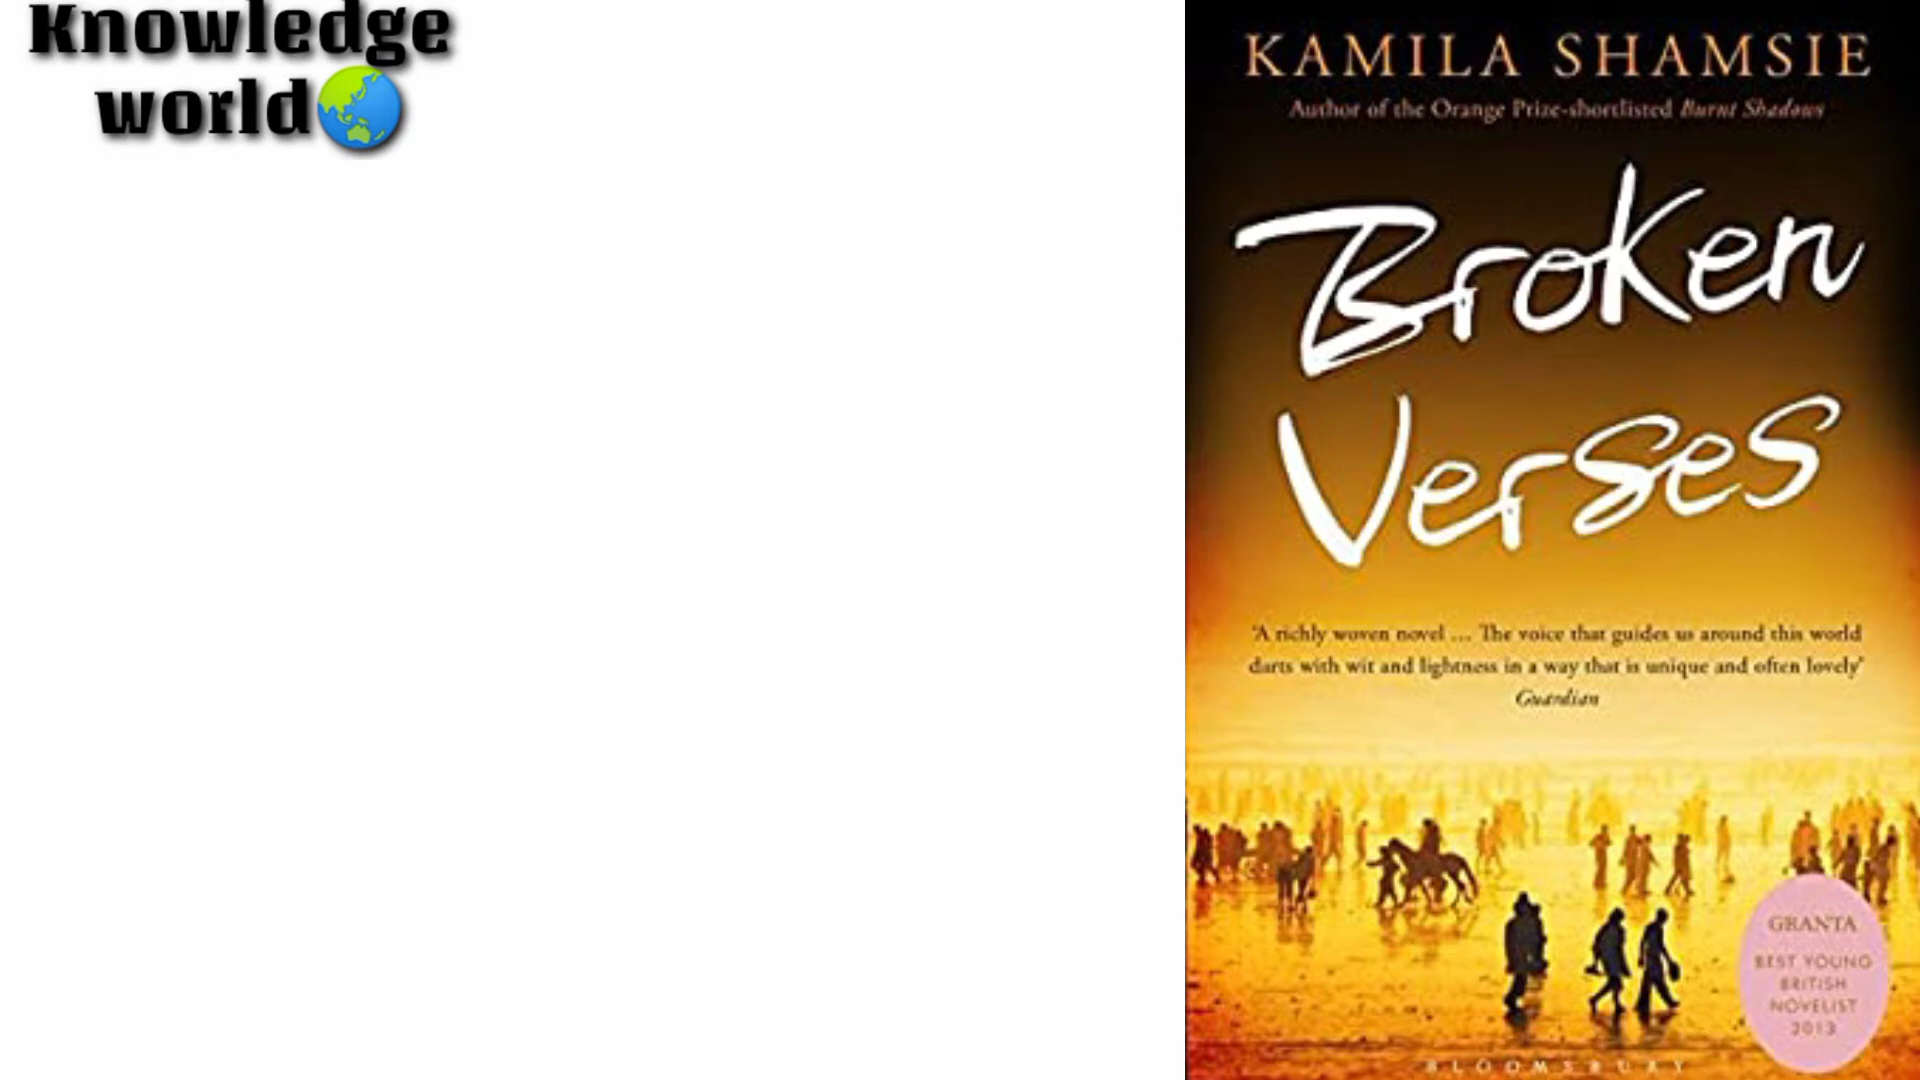 Knowledge
world
KAMILA SHAMSIE
Author of the Orange Prize-shortlisted Burnt Shadows
Broken
Verses
'A richly woven novel ... The voice that guides us around this world
darts with wit and lightness in a way that is unique and often lovely'
Guardian
GRANTA
BEST YOUNG
BRITISH
NOVELIST
2013
BLOOMSBURY